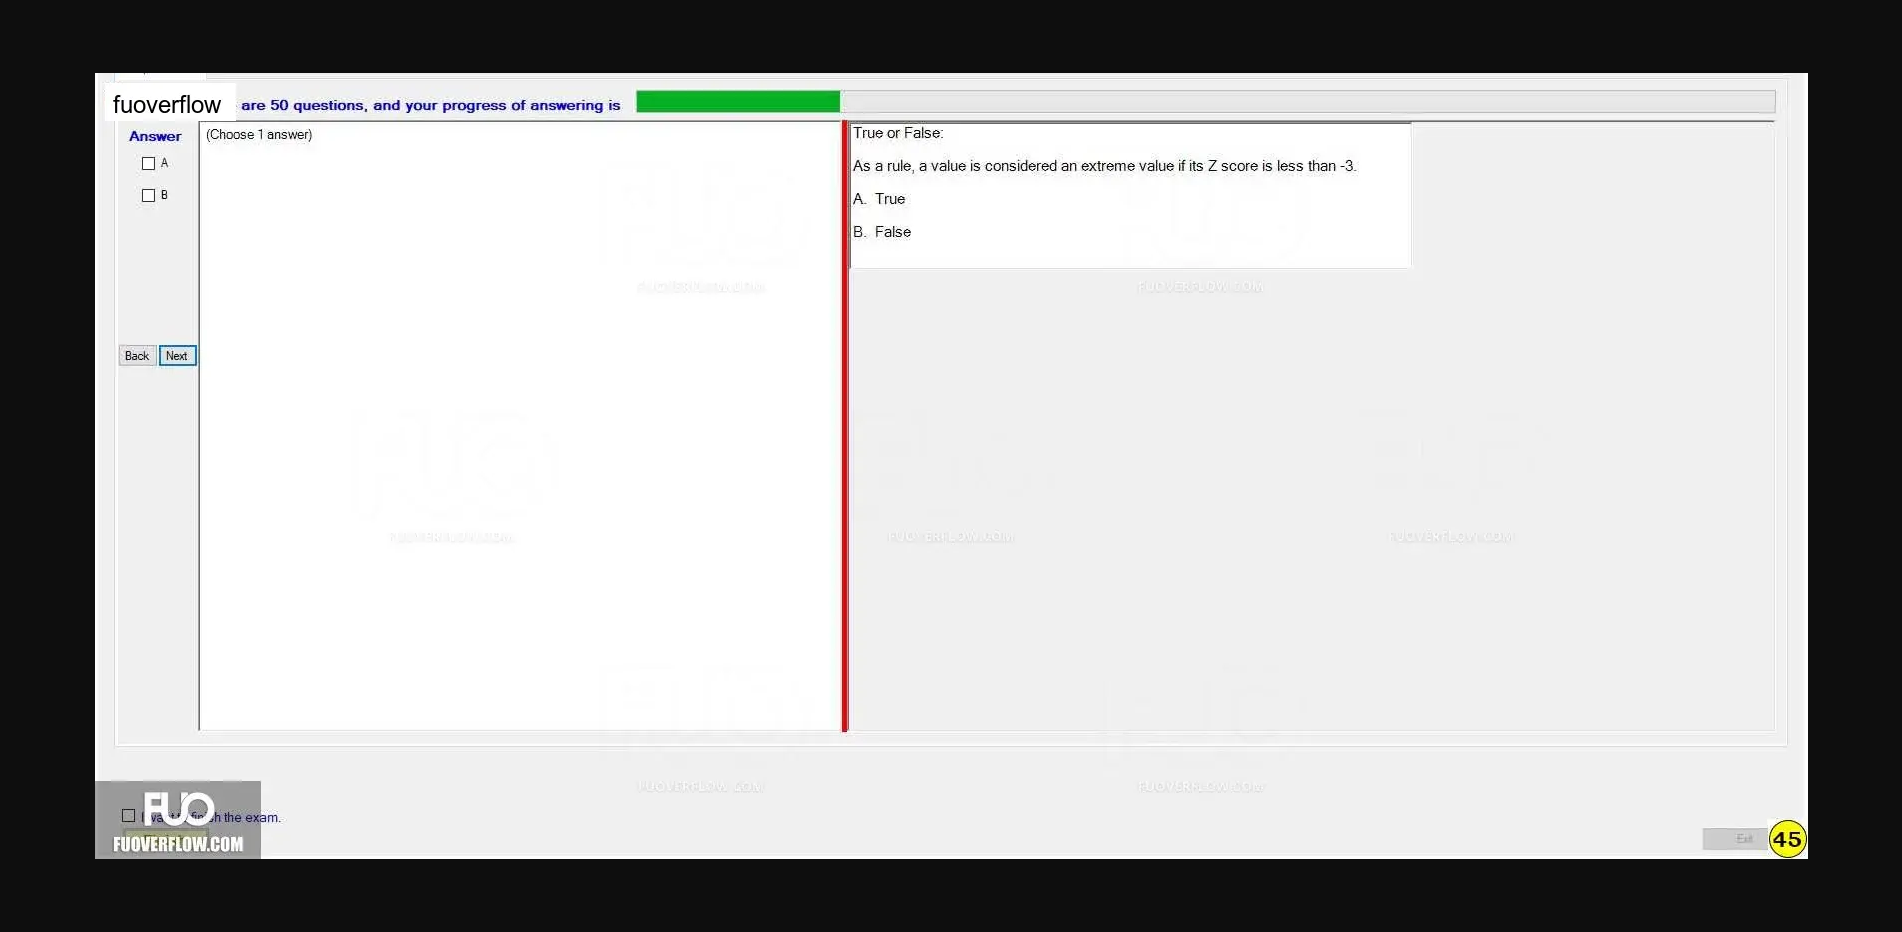 fuoverflow
are 50 questions, and your progress of answering is
Answer
(Choose 1 answer)
A
B
Back Next
True or False:
As a rule, a value is considered an extreme value if its Z score is less than -3.
A. True
B. False
FUOVERFLOW.COM
FUOVERFLOW.COM
FUOVERFLOW.COM
FUOVERFLOW.COM
FUOVERFLOW.COM
FUOVERFLOW.COM
FUOVERFLOW.COM
FUO
the exam.
FUOVERFLOW.COM
Exit
45